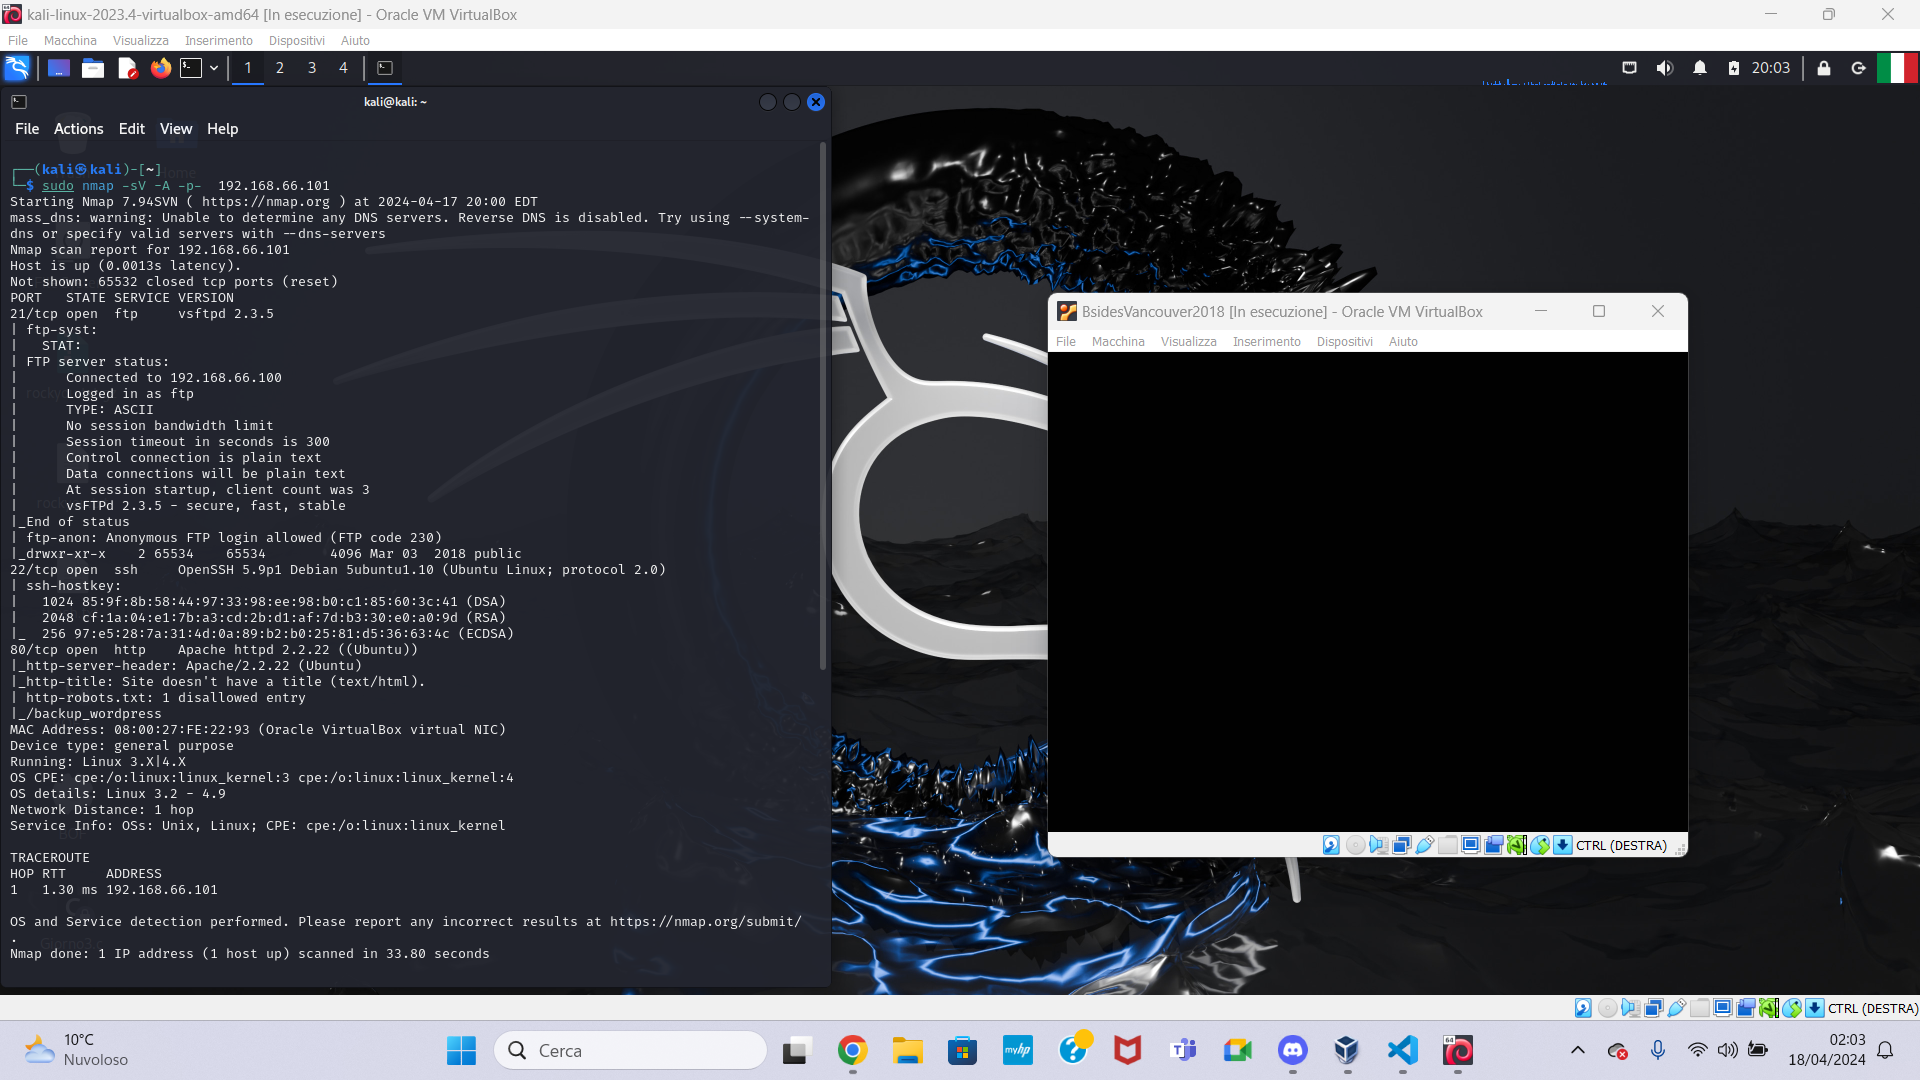 kali-linux-2023.4-virtualbox-amd64 [In esecuzione] - Oracle VM VirtualBox
File Macchina Visualizza Inserimento Dispositivi Aiuto
1 2 3 4 20:03
kali@kali: ~
File Actions Edit View Help
┌──(kali㉿kali)-[~]
└─$ sudo nmap -sV -A -p- 192.168.66.101
Starting Nmap 7.94SVN ( https://nmap.org ) at 2024-04-17 20:00 EDT
mass_dns: warning: Unable to determine any DNS servers. Reverse DNS is disabled. Try using --system-
dns or specify valid servers with --dns-servers
Nmap scan report for 192.168.66.101
Host is up (0.0013s latency).
Not shown: 65532 closed tcp ports (reset)
PORT   STATE SERVICE VERSION
21/tcp open  ftp     vsftpd 2.3.5
| ftp-syst:
|   STAT:
| FTP server status:
|      Connected to 192.168.66.100
|      Logged in as ftp
|      TYPE: ASCII
|      No session bandwidth limit
|      Session timeout in seconds is 300
|      Control connection is plain text
|      Data connections will be plain text
|      At session startup, client count was 3
|      vsFTPd 2.3.5 - secure, fast, stable
|_End of status
| ftp-anon: Anonymous FTP login allowed (FTP code 230)
|_drwxr-xr-x    2 65534    65534        4096 Mar 03  2018 public
22/tcp open  ssh     OpenSSH 5.9p1 Debian 5ubuntu1.10 (Ubuntu Linux; protocol 2.0)
| ssh-hostkey:
|   1024 85:9f:8b:58:44:97:33:98:ee:98:b0:c1:85:60:3c:41 (DSA)
|   2048 cf:1a:04:e1:7b:a3:cd:2b:d1:af:7d:b3:30:e0:a0:9d (RSA)
|_  256 97:e5:28:7a:31:4d:0a:89:b2:b0:25:81:d5:36:63:4c (ECDSA)
80/tcp open  http    Apache httpd 2.2.22 ((Ubuntu))
|_http-server-header: Apache/2.2.22 (Ubuntu)
|_http-title: Site doesn't have a title (text/html).
| http-robots.txt: 1 disallowed entry
|_/backup_wordpress
MAC Address: 08:00:27:FE:22:93 (Oracle VirtualBox virtual NIC)
Device type: general purpose
Running: Linux 3.X|4.X
OS CPE: cpe:/o:linux:linux_kernel:3 cpe:/o:linux:linux_kernel:4
OS details: Linux 3.2 - 4.9
Network Distance: 1 hop
Service Info: OSs: Unix, Linux; CPE: cpe:/o:linux:linux_kernel
TRACEROUTE
HOP RTT     ADDRESS
1   1.30 ms 192.168.66.101
OS and Service detection performed. Please report any incorrect results at https://nmap.org/submit/
.
Nmap done: 1 IP address (1 host up) scanned in 33.80 seconds
BsidesVancouver2018 [In esecuzione] - Oracle VM VirtualBox
File Macchina Visualizza Inserimento Dispositivi Aiuto
CTRL (DESTRA)
CTRL (DESTRA)
10°C
Nuvoloso
Cerca
myhp
64
02:03
18/04/2024